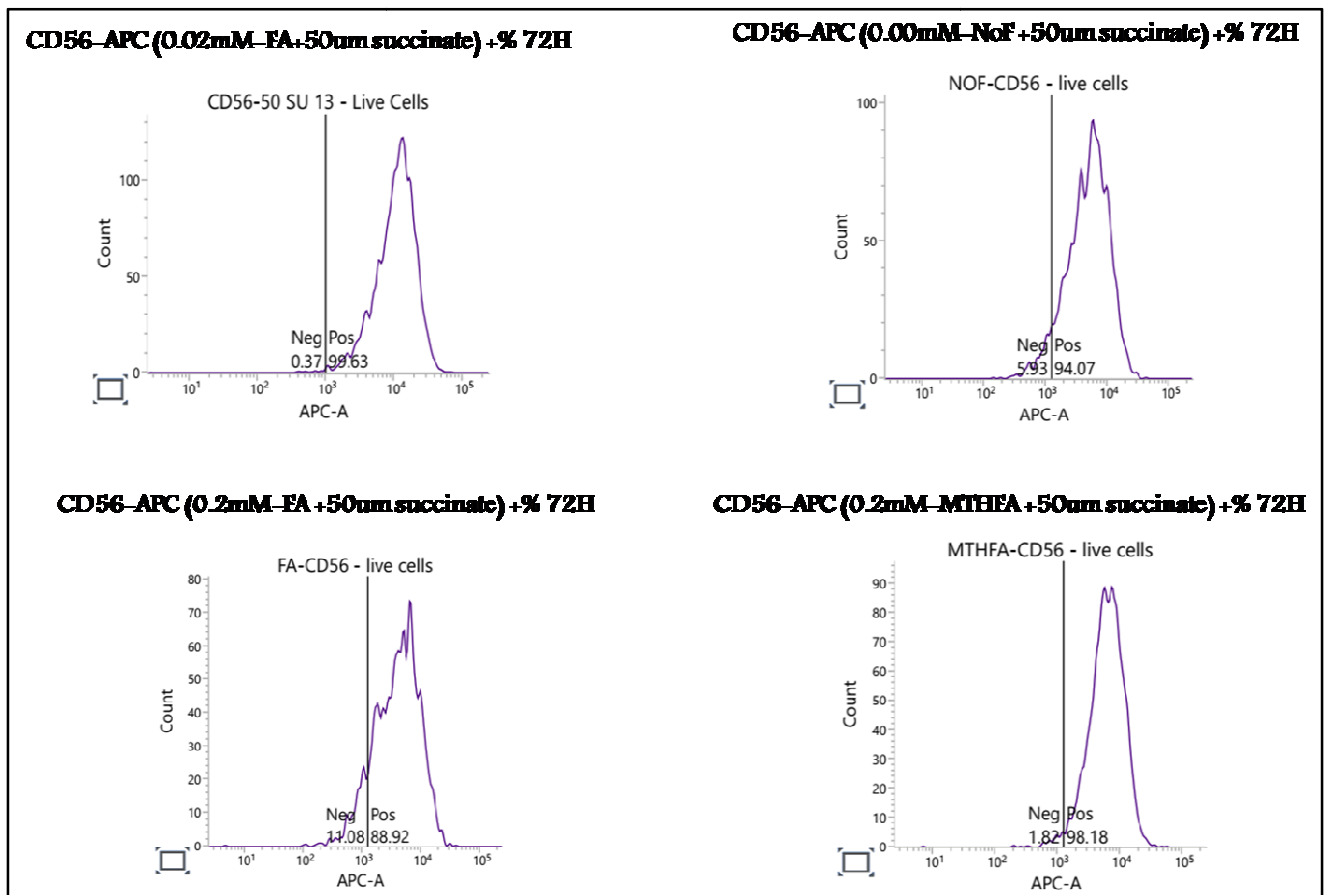 CD56-APC (0.02mM-FA+50um succinate) +% 72H
CD56-50 SU 13 - Live Cells
100
50
0
Count
Neg Pos
0.37 99.63
10¹ 10² 10³ 10⁴ 10⁵
APC-A
CD56-APC (0.00mM-NoF+50um succinate) +% 72H
NOF-CD56 - live cells
100
50
0
Count
Neg Pos
5.93 94.07
10¹ 10² 10³ 10⁴ 10⁵
APC-A
CD56-APC (0.2mM-FA +50um succinate) +% 72H
FA-CD56 - live cells
80
70
60
50
40
30
20
10
0
Count
Neg Pos
11.08 88.92
10¹ 10² 10³ 10⁴ 10⁵
APC-A
CD56-APC (0.2mM-MTHFA +50um succinate) +% 72H
MTHFA-CD56 - live cells
90
80
70
60
50
40
30
20
10
0
Count
Neg Pos
1.82 98.18
10¹ 10² 10³ 10⁴ 10⁵
APC-A